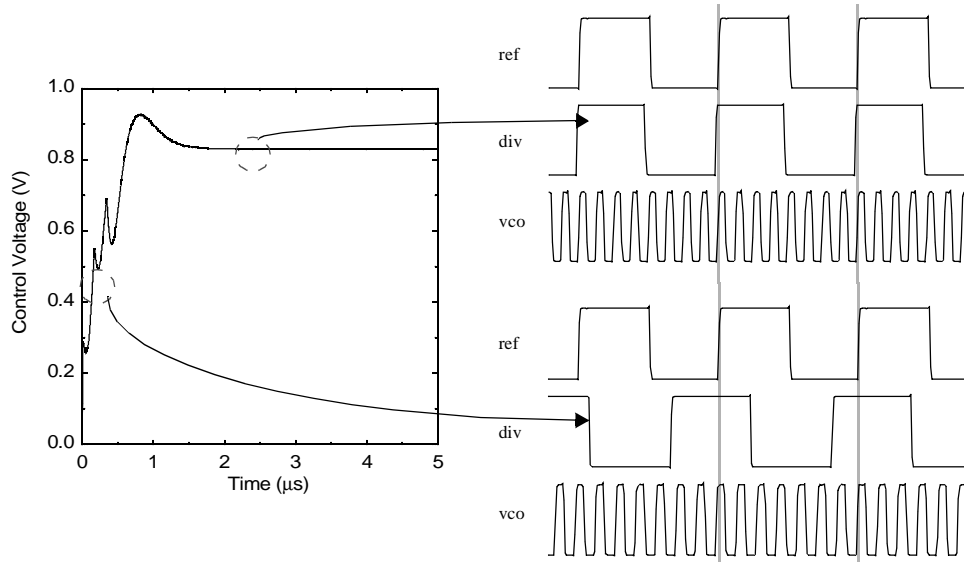 Control Voltage (V)
1.0
0.8
0.6
0.4
0.2
0.0
0 1 2 3 4 5
Time (μs)
ref
div
vco
ref
div
vco